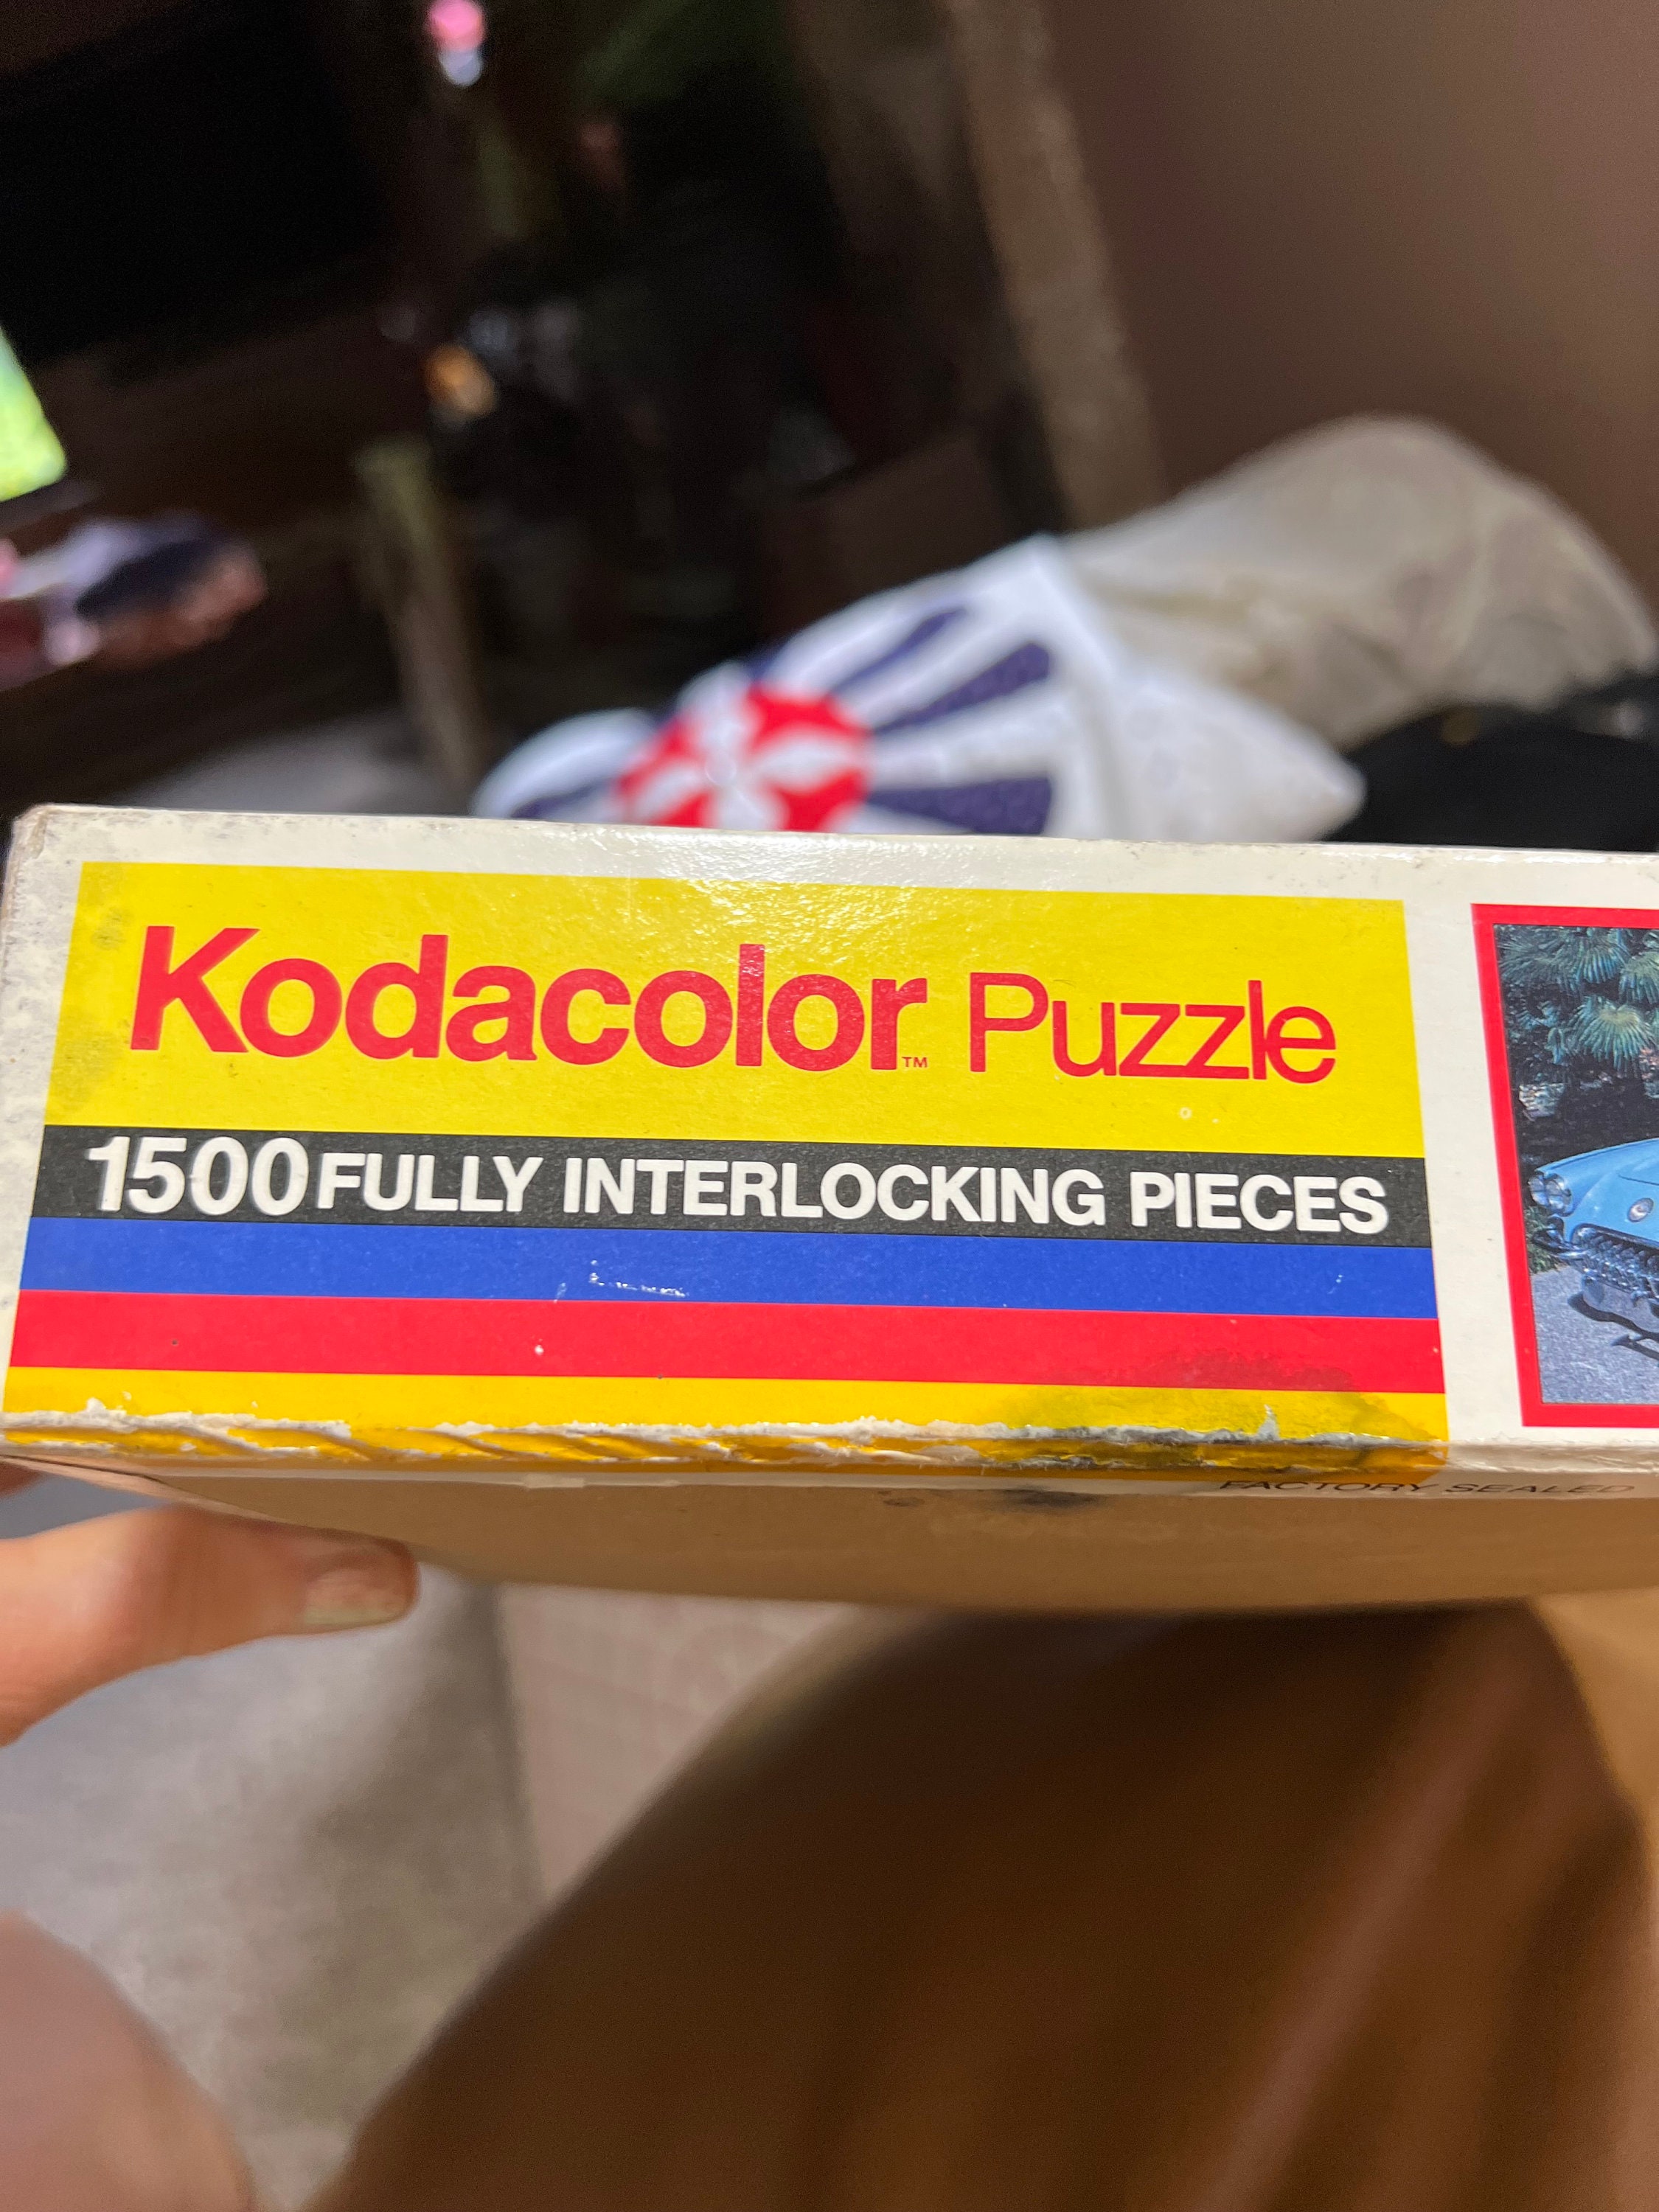 Kodacolor™ Puzzle
1500 FULLY INTERLOCKING PIECES
FACTORY SEALED